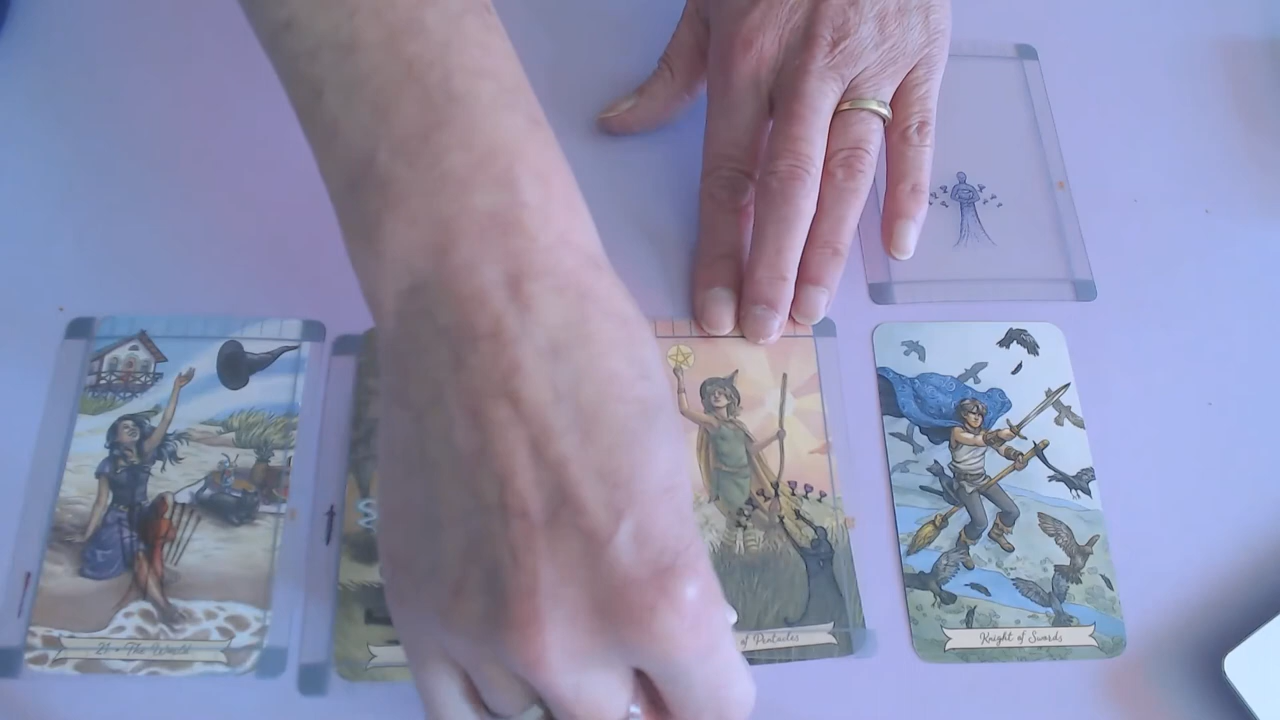 21 • The World
of Pentacles
Knight of Swords